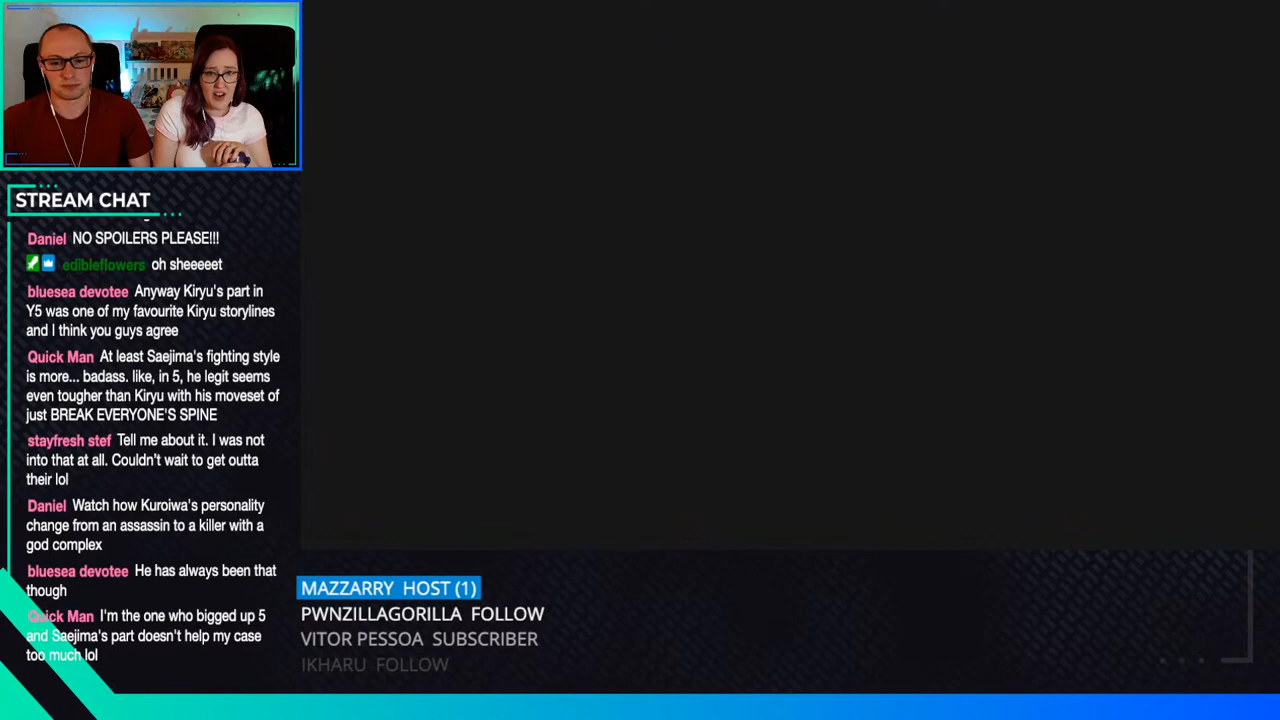 STREAM CHAT
Daniel NO SPOILERS PLEASE!!!
edibleflowers oh sheeeeet
bluesea devotee Anyway Kiryu's part in
Y5 was one of my favourite Kiryu storylines
and I think you guys agree
Quick Man At least Saejima's fighting style
is more... badass. like, in 5, he legit seems
even tougher than Kiryu with his moveset of
just BREAK EVERYONE'S SPINE
stayfresh stef Tell me about it. I was not
into that at all. Couldn't wait to get outta
their lol
Daniel Watch how Kuroiwa's personality
change from an assassin to a killer with a
god complex
bluesea devotee He has always been that
though
Quick Man I'm the one who bigged up 5
and Saejima's part doesn't help my case
too much lol
MAZZARRY HOST (1)
PWNZILLAGORILLA FOLLOW
VITOR PESSOA SUBSCRIBER
IKHARU FOLLOW